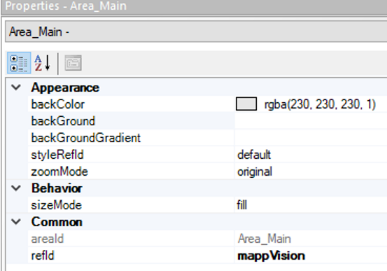 Properties - Area_Main
Area_Main -
Appearance
backColor rgba(230, 230, 230, 1)
backGround
backGroundGradient
styleRefId default
zoomMode original
Behavior
sizeMode fill
Common
areaId Area_Main
refId mappVision